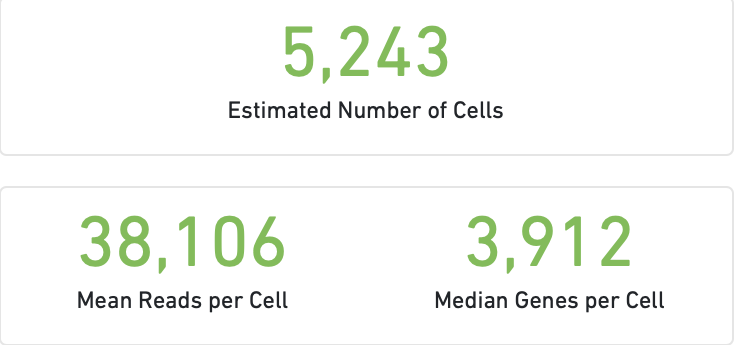 5,243
Estimated Number of Cells
38,106 3,912
Mean Reads per Cell Median Genes per Cell